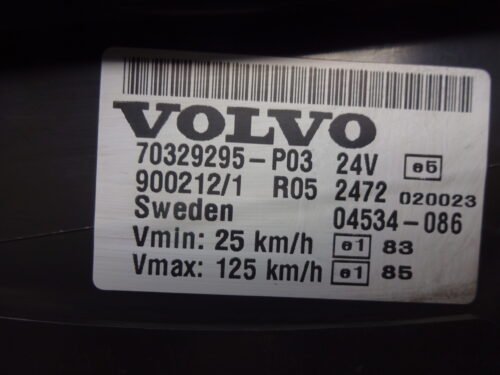 VOLVO
70329295-P03 24V e5
900212/1 R05 2472 020023
Sweden 04534-086
Vmin: 25 km/h e1 83
Vmax: 125 km/h e1 85